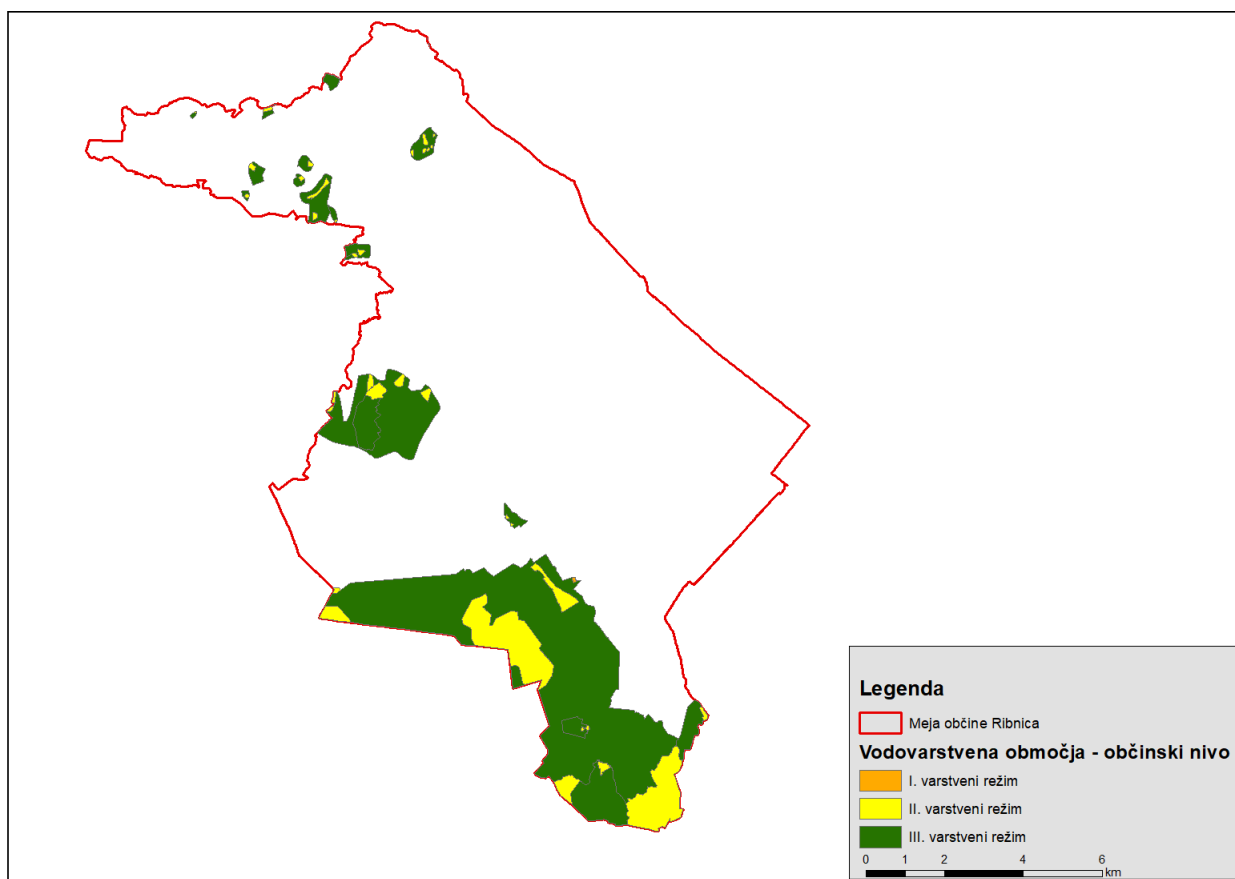 Legenda
Meja občine Ribnica
Vodovarstvena območja - občinski nivo
I. varstveni režim
II. varstveni režim
III. varstveni režim
0 1 2 4 6
km